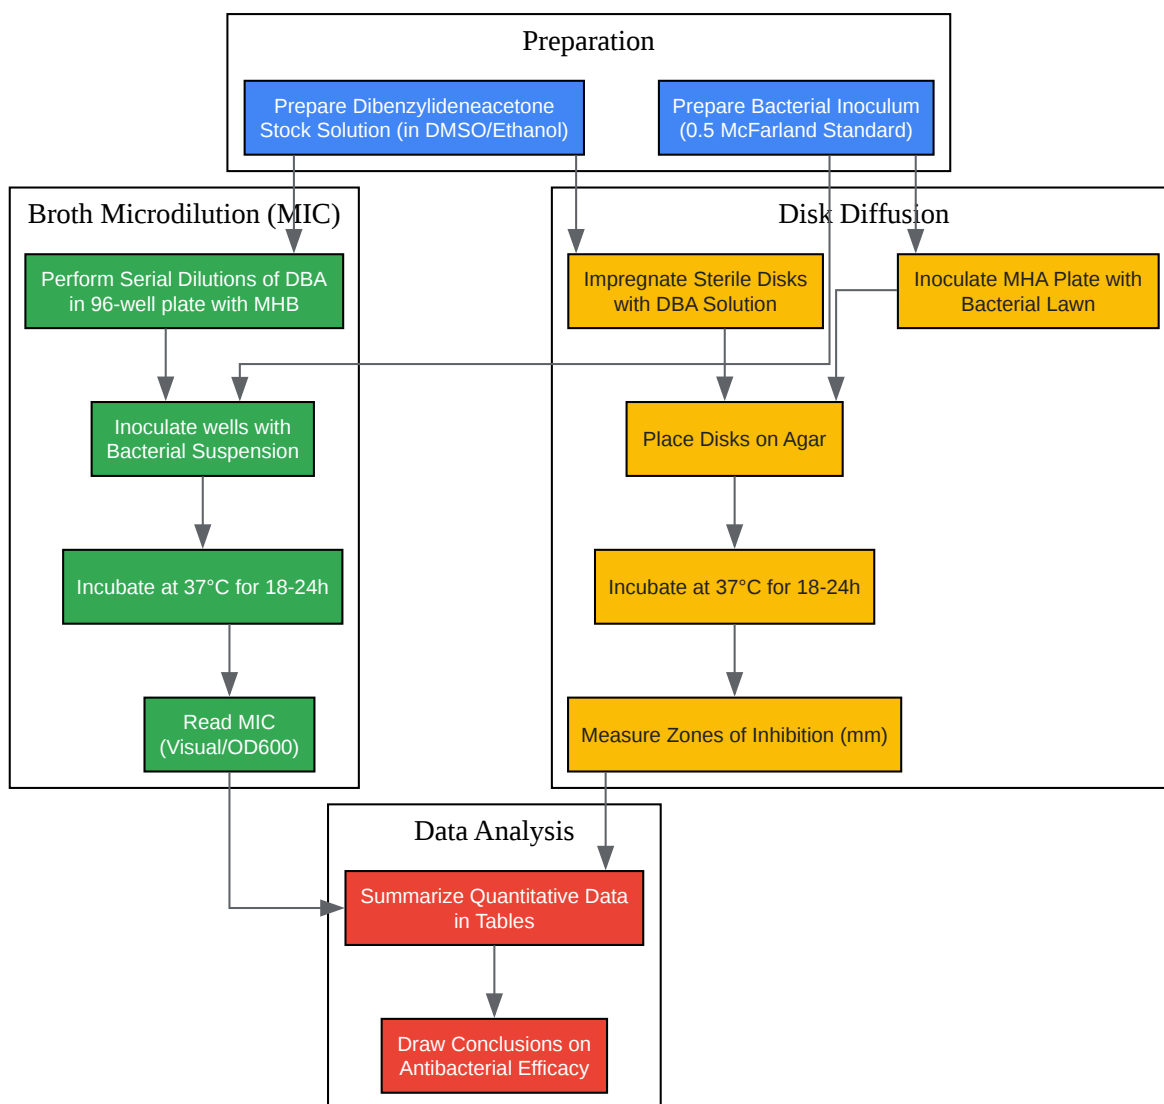 Preparation
Prepare Dibenzylideneacetone
Stock Solution (in DMSO/Ethanol)
Prepare Bacterial Inoculum
(0.5 McFarland Standard)
Broth Microdilution (MIC)
Perform Serial Dilutions of DBA
in 96-well plate with MHB
Inoculate wells with
Bacterial Suspension
Incubate at 37°C for 18-24h
Read MIC
(Visual/OD600)
Disk Diffusion
Impregnate Sterile Disks
with DBA Solution
Inoculate MHA Plate with
Bacterial Lawn
Place Disks on Agar
Incubate at 37°C for 18-24h
Measure Zones of Inhibition (mm)
Data Analysis
Summarize Quantitative Data
in Tables
Draw Conclusions on
Antibacterial Efficacy